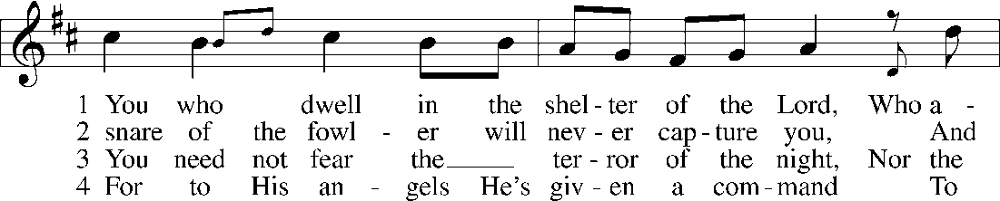 1 You who dwell in the shel - ter of the Lord, Who a -
2 snare of the fowl - er will nev - er cap - ture you, And
3 You need not fear the ____ ter - ror of the night, Nor the
4 For to His an - gels He's giv - en a com - mand To